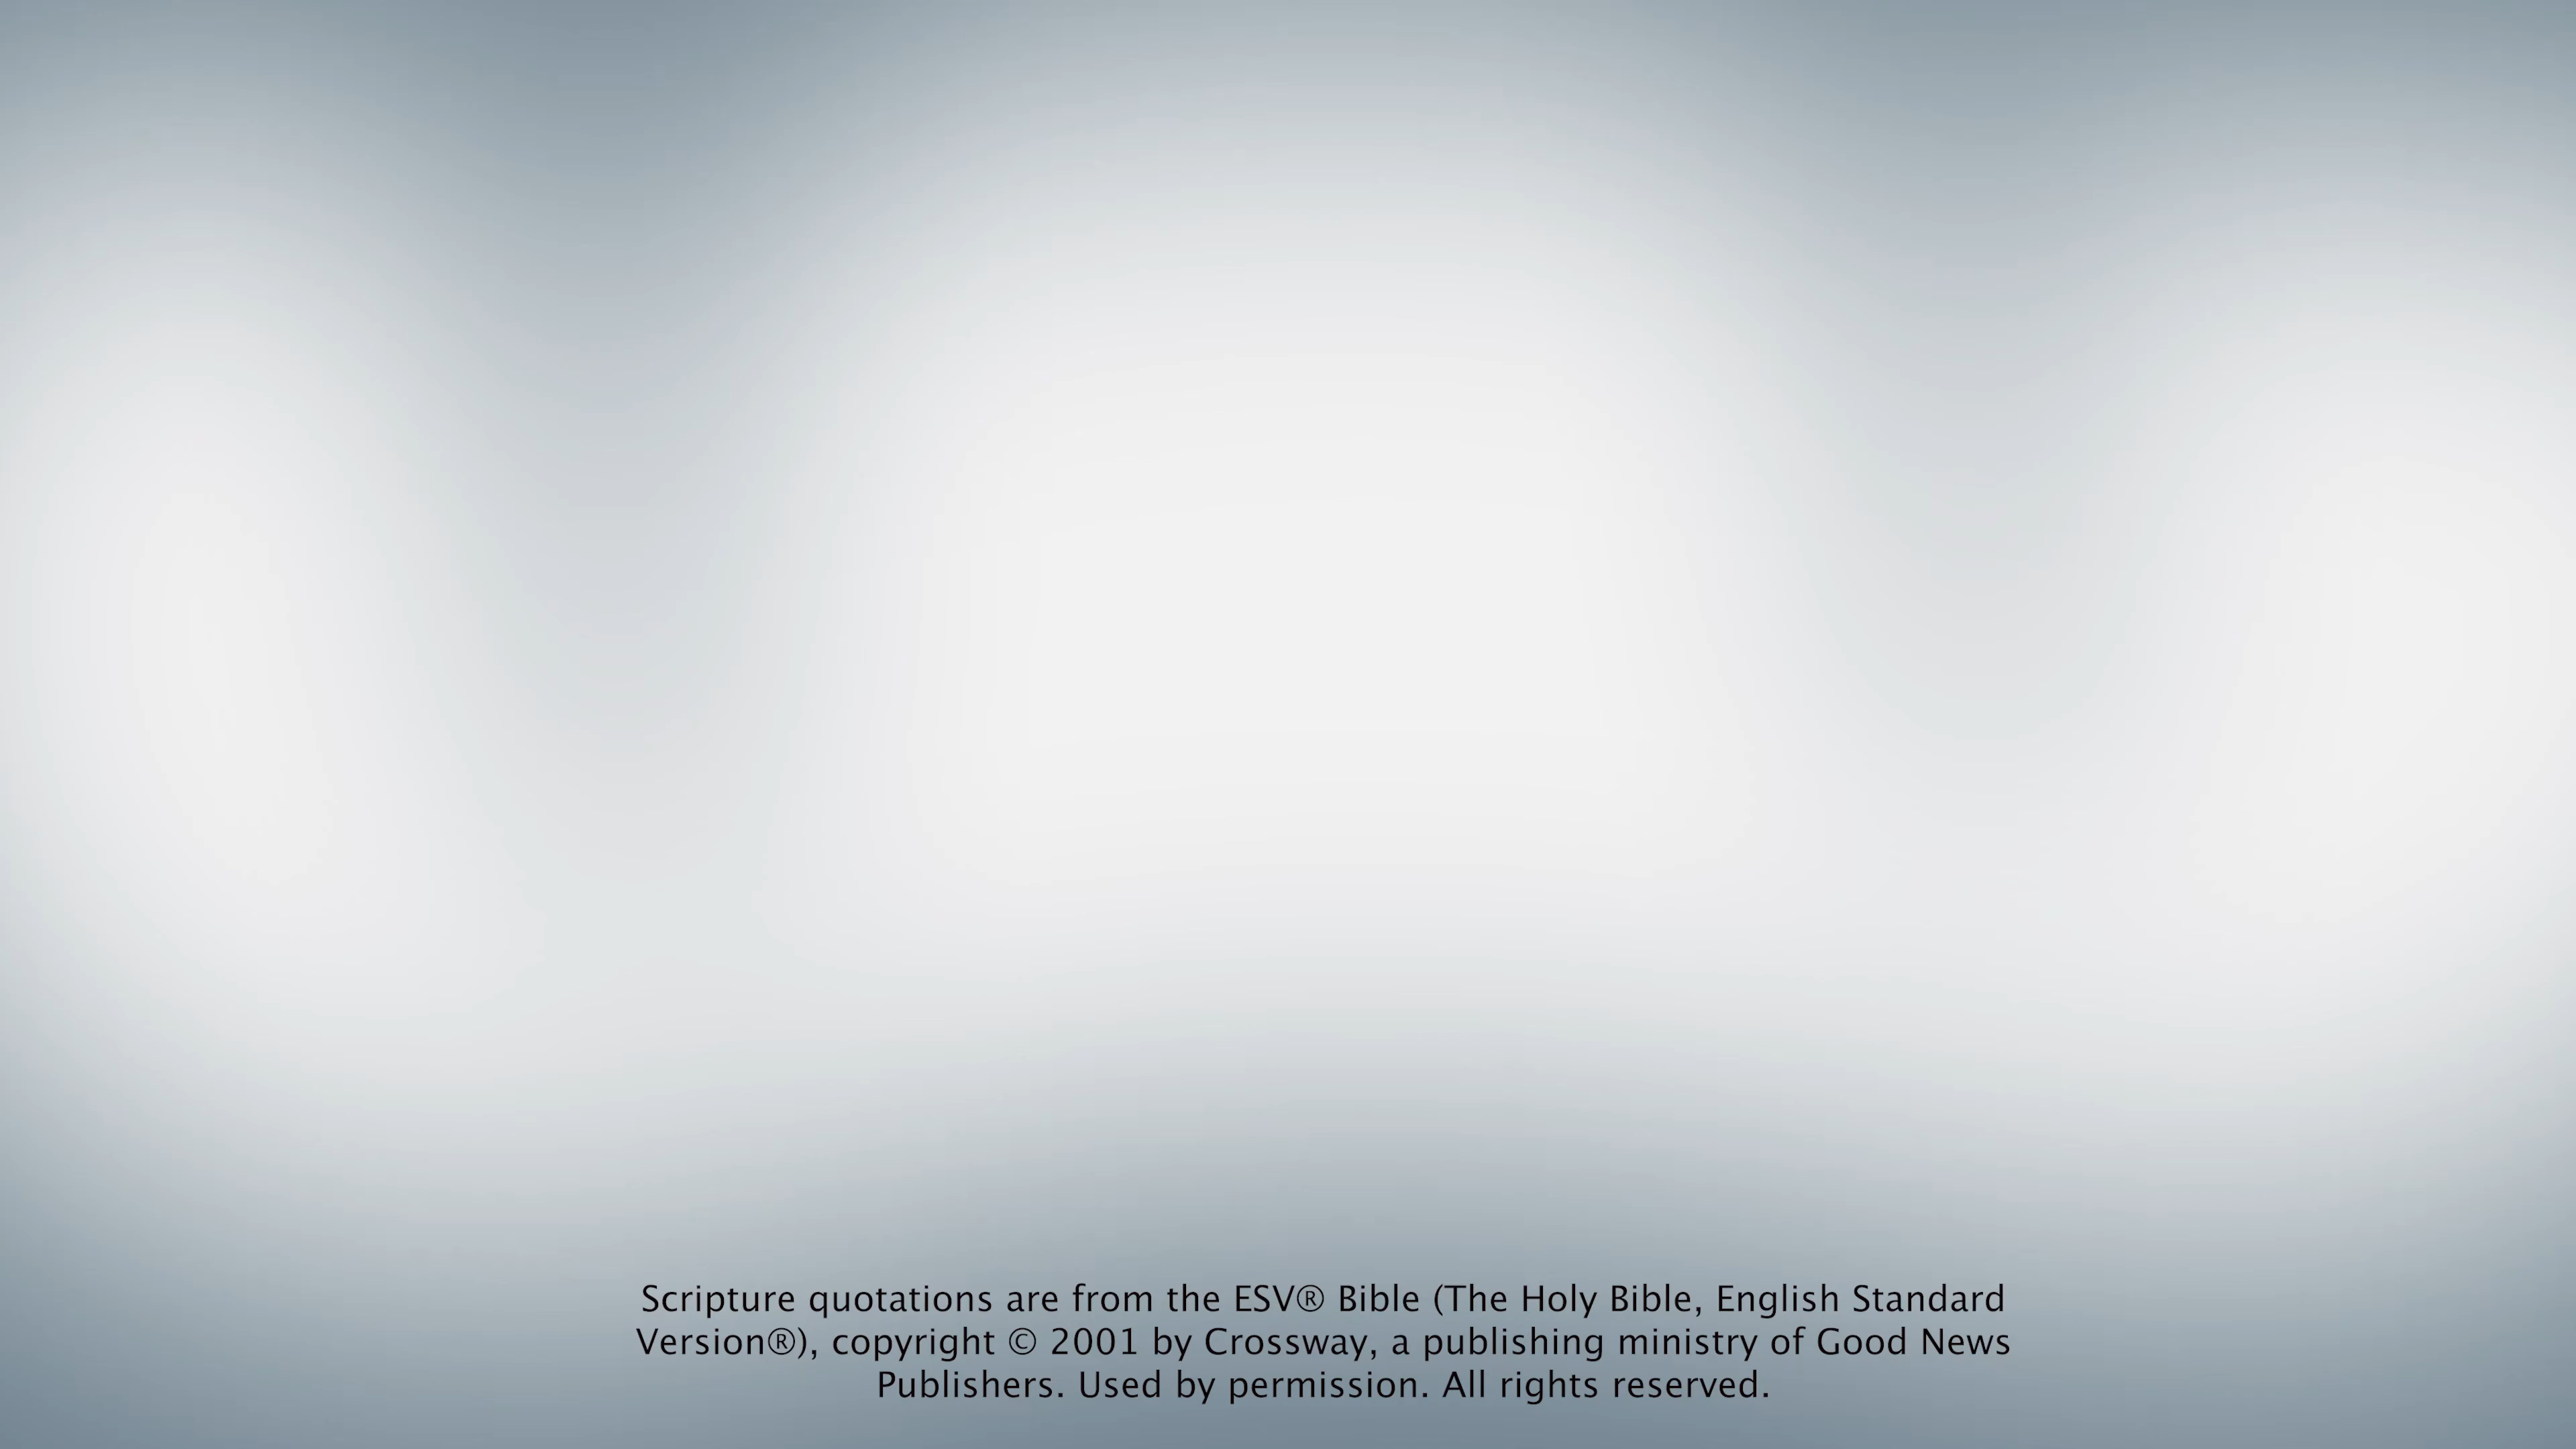 Scripture quotations are from the ESV® Bible (The Holy Bible, English Standard
Version®), copyright © 2001 by Crossway, a publishing ministry of Good News
Publishers. Used by permission. All rights reserved.